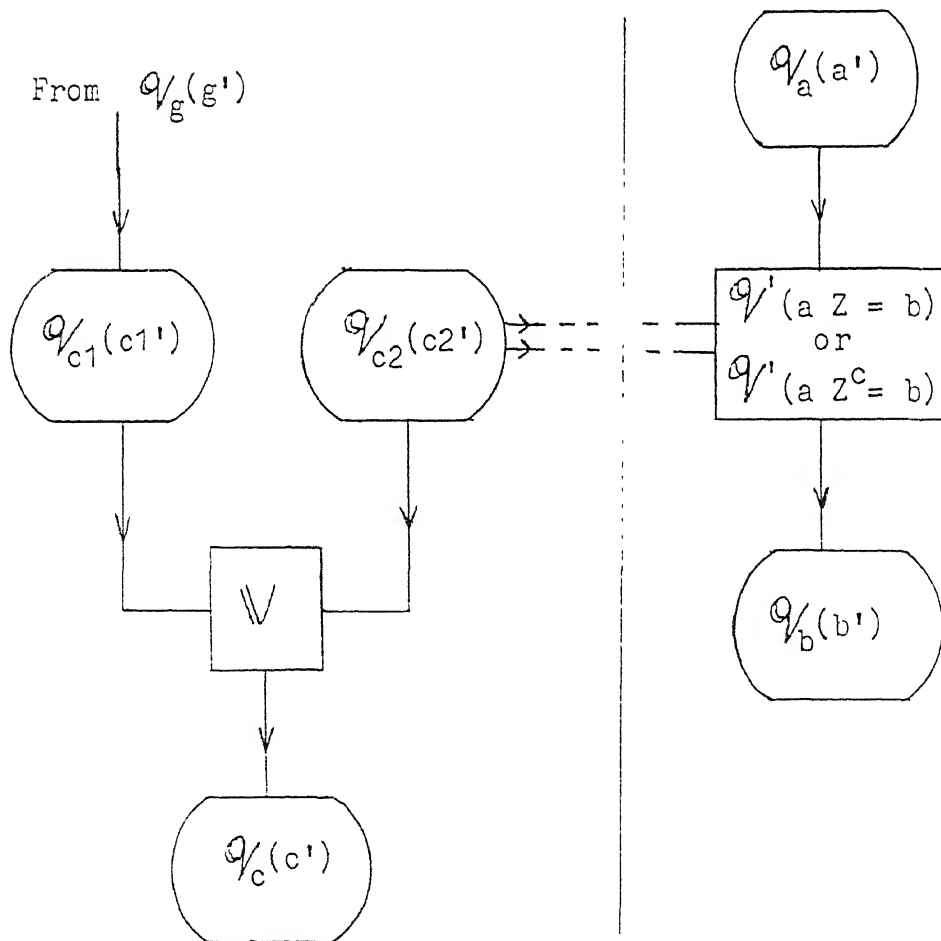 From 𝒱g(g')
𝒱a(a')
𝒱c1(c1')
𝒱c2(c2')
𝒱'(a Z = b)
or
𝒱'(a Zᶜ= b)
V
𝒱b(b')
𝒱c(c')